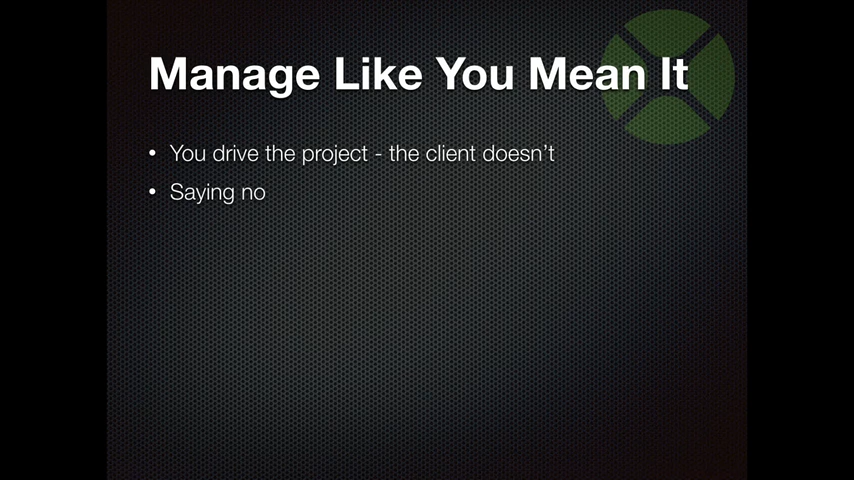 Manage Like You Mean It
• You drive the project - the client doesn’t
• Saying no